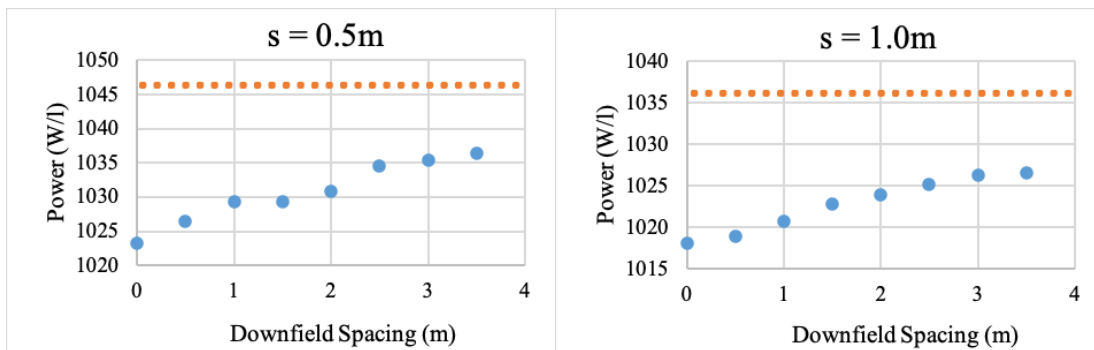 s = 0.5m
Power (W/l)
1050
1045
1040
1035
1030
1025
1020
0 1 2 3 4
Downfield Spacing (m)
s = 1.0m
Power (W/l)
1040
1035
1030
1025
1020
1015
0 1 2 3 4
Downfield Spacing (m)